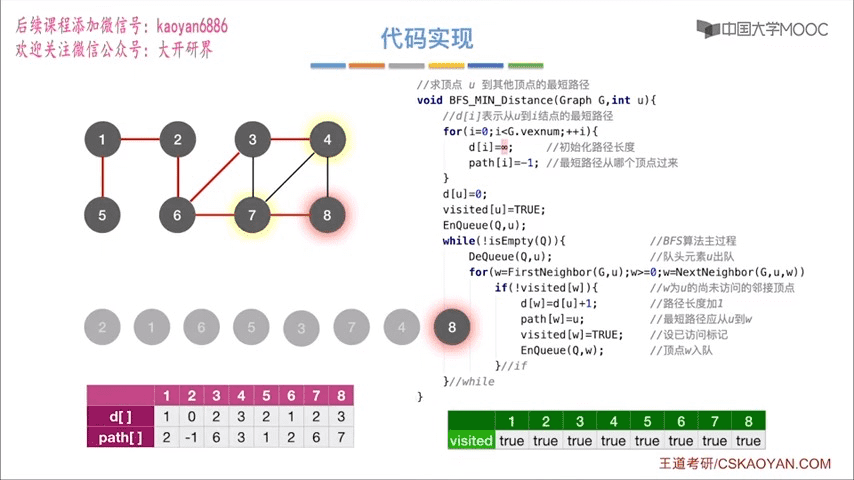 后续课程添加微信号：kaoyan6886
欢迎关注微信公众号：大开研界
代码实现
中国大学MOOC
//求顶点 u 到其他顶点的最短路径
void BFS_MIN_Distance(Graph G,int u){
//d[i]表示从u到i结点的最短路径
for(i=0;i<G.vexnum;++i){
d[i]=∞; //初始化路径长度
path[i]=-1; //最短路径从哪个顶点过来
}
d[u]=0;
visited[u]=TRUE;
EnQueue(Q,u);
while(!isEmpty(Q)){ //BFS算法主过程
DeQueue(Q,u); //队头元素u出队
for(w=FirstNeighbor(G,u);w>=0;w=NextNeighbor(G,u,w))
if(!visited[w]){ //w为u的尚未访问的邻接顶点
d[w]=d[u]+1; //路径长度加1
path[w]=u; //最短路径应从u到w
visited[w]=TRUE; //设已访问标记
EnQueue(Q,w); //顶点w入队
}//if
}//while
}
1 2 3 4
5 6 7 8
2 1 6 5 3 7 4 8
1 2 3 4 5 6 7 8
d[ ] 1 0 2 3 2 1 2 3
path[ ] 2 -1 6 3 1 2 6 7
1 2 3 4 5 6 7 8
visited true true true true true true true true
王道考研/CSKAOYAN.COM